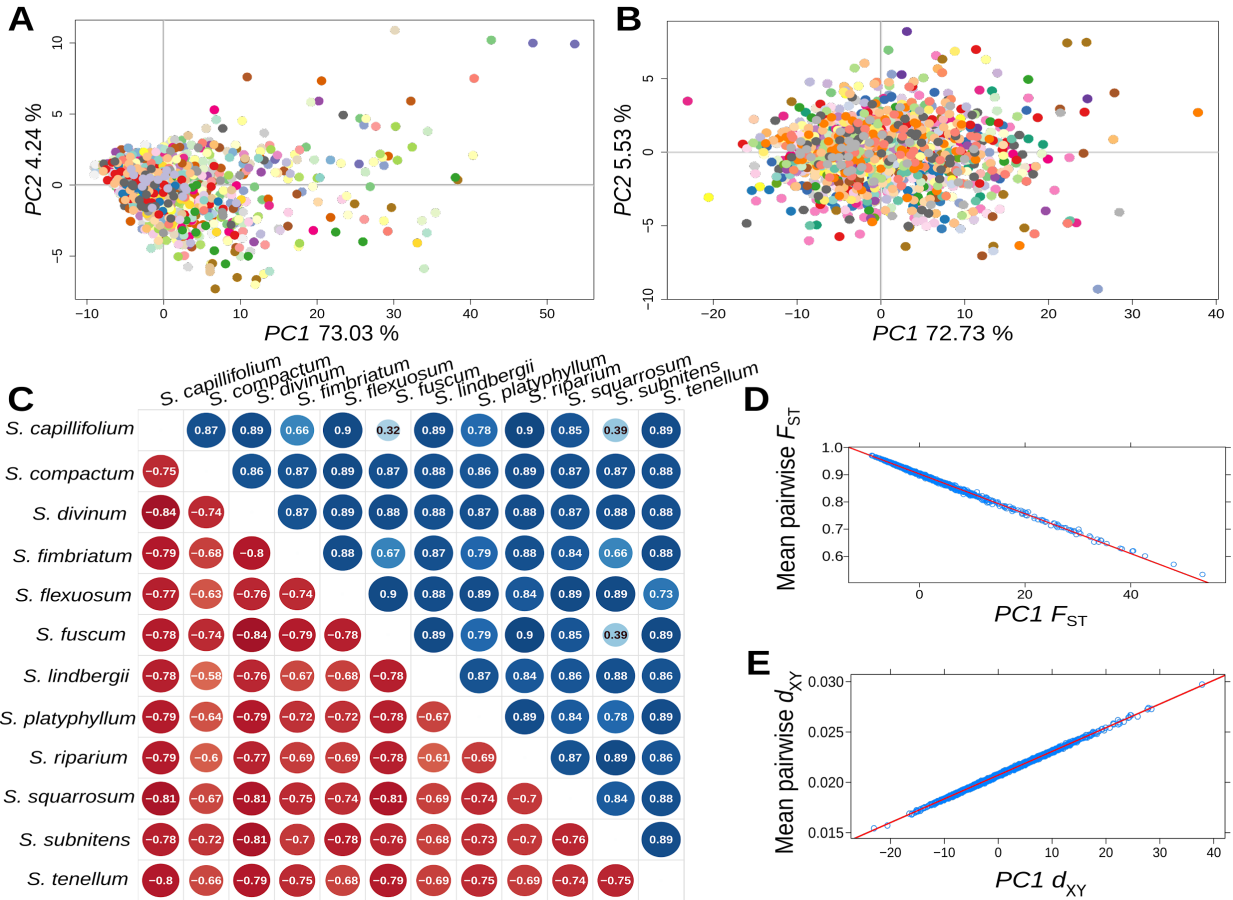 A
PC2 4.24 %
10
5
0
−5
−10 0 10 20 30 40 50
PC1 73.03 %
B
PC2 5.53 %
5
0
−5
−10
−20 −10 0 10 20 30 40
PC1 72.73 %
C
S. capillifolium
S. compactum
S. divinum
S. fimbriatum
S. flexuosum
S. fuscum
S. lindbergii
S. platyphyllum
S. riparium
S. squarrosum
S. subnitens
S. tenellum
S. capillifolium 0.87 0.89 0.66 0.9 0.32 0.89 0.78 0.9 0.85 0.39 0.89
S. compactum −0.75 0.86 0.87 0.89 0.87 0.88 0.86 0.89 0.87 0.87 0.88
S. divinum −0.84 −0.74 0.87 0.89 0.88 0.88 0.87 0.88 0.87 0.88 0.88
S. fimbriatum −0.79 −0.68 −0.8 0.88 0.67 0.87 0.79 0.88 0.84 0.66 0.88
S. flexuosum −0.77 −0.63 −0.76 −0.74 0.9 0.88 0.89 0.84 0.89 0.89 0.73
S. fuscum −0.78 −0.74 −0.84 −0.79 −0.78 0.89 0.79 0.9 0.85 0.39 0.89
S. lindbergii −0.78 −0.58 −0.76 −0.67 −0.68 −0.78 0.87 0.84 0.86 0.88 0.86
S. platyphyllum −0.79 −0.64 −0.79 −0.72 −0.72 −0.78 −0.67 0.89 0.84 0.78 0.89
S. riparium −0.79 −0.6 −0.77 −0.69 −0.69 −0.78 −0.61 −0.69 0.87 0.89 0.86
S. squarrosum −0.81 −0.67 −0.81 −0.75 −0.74 −0.81 −0.69 −0.74 −0.7 0.84 0.88
S. subnitens −0.78 −0.72 −0.81 −0.7 −0.78 −0.76 −0.68 −0.73 −0.7 −0.76 0.89
S. tenellum −0.8 −0.66 −0.79 −0.75 −0.68 −0.79 −0.69 −0.75 −0.69 −0.74 −0.75 −0.75
D
Mean pairwise FST
1.0
0.9
0.8
0.7
0.6
0 20 40
PC1 FST
E
Mean pairwise dXY
0.030
0.025
0.020
0.015
−20 −10 0 10 20 30 40
PC1 dXY